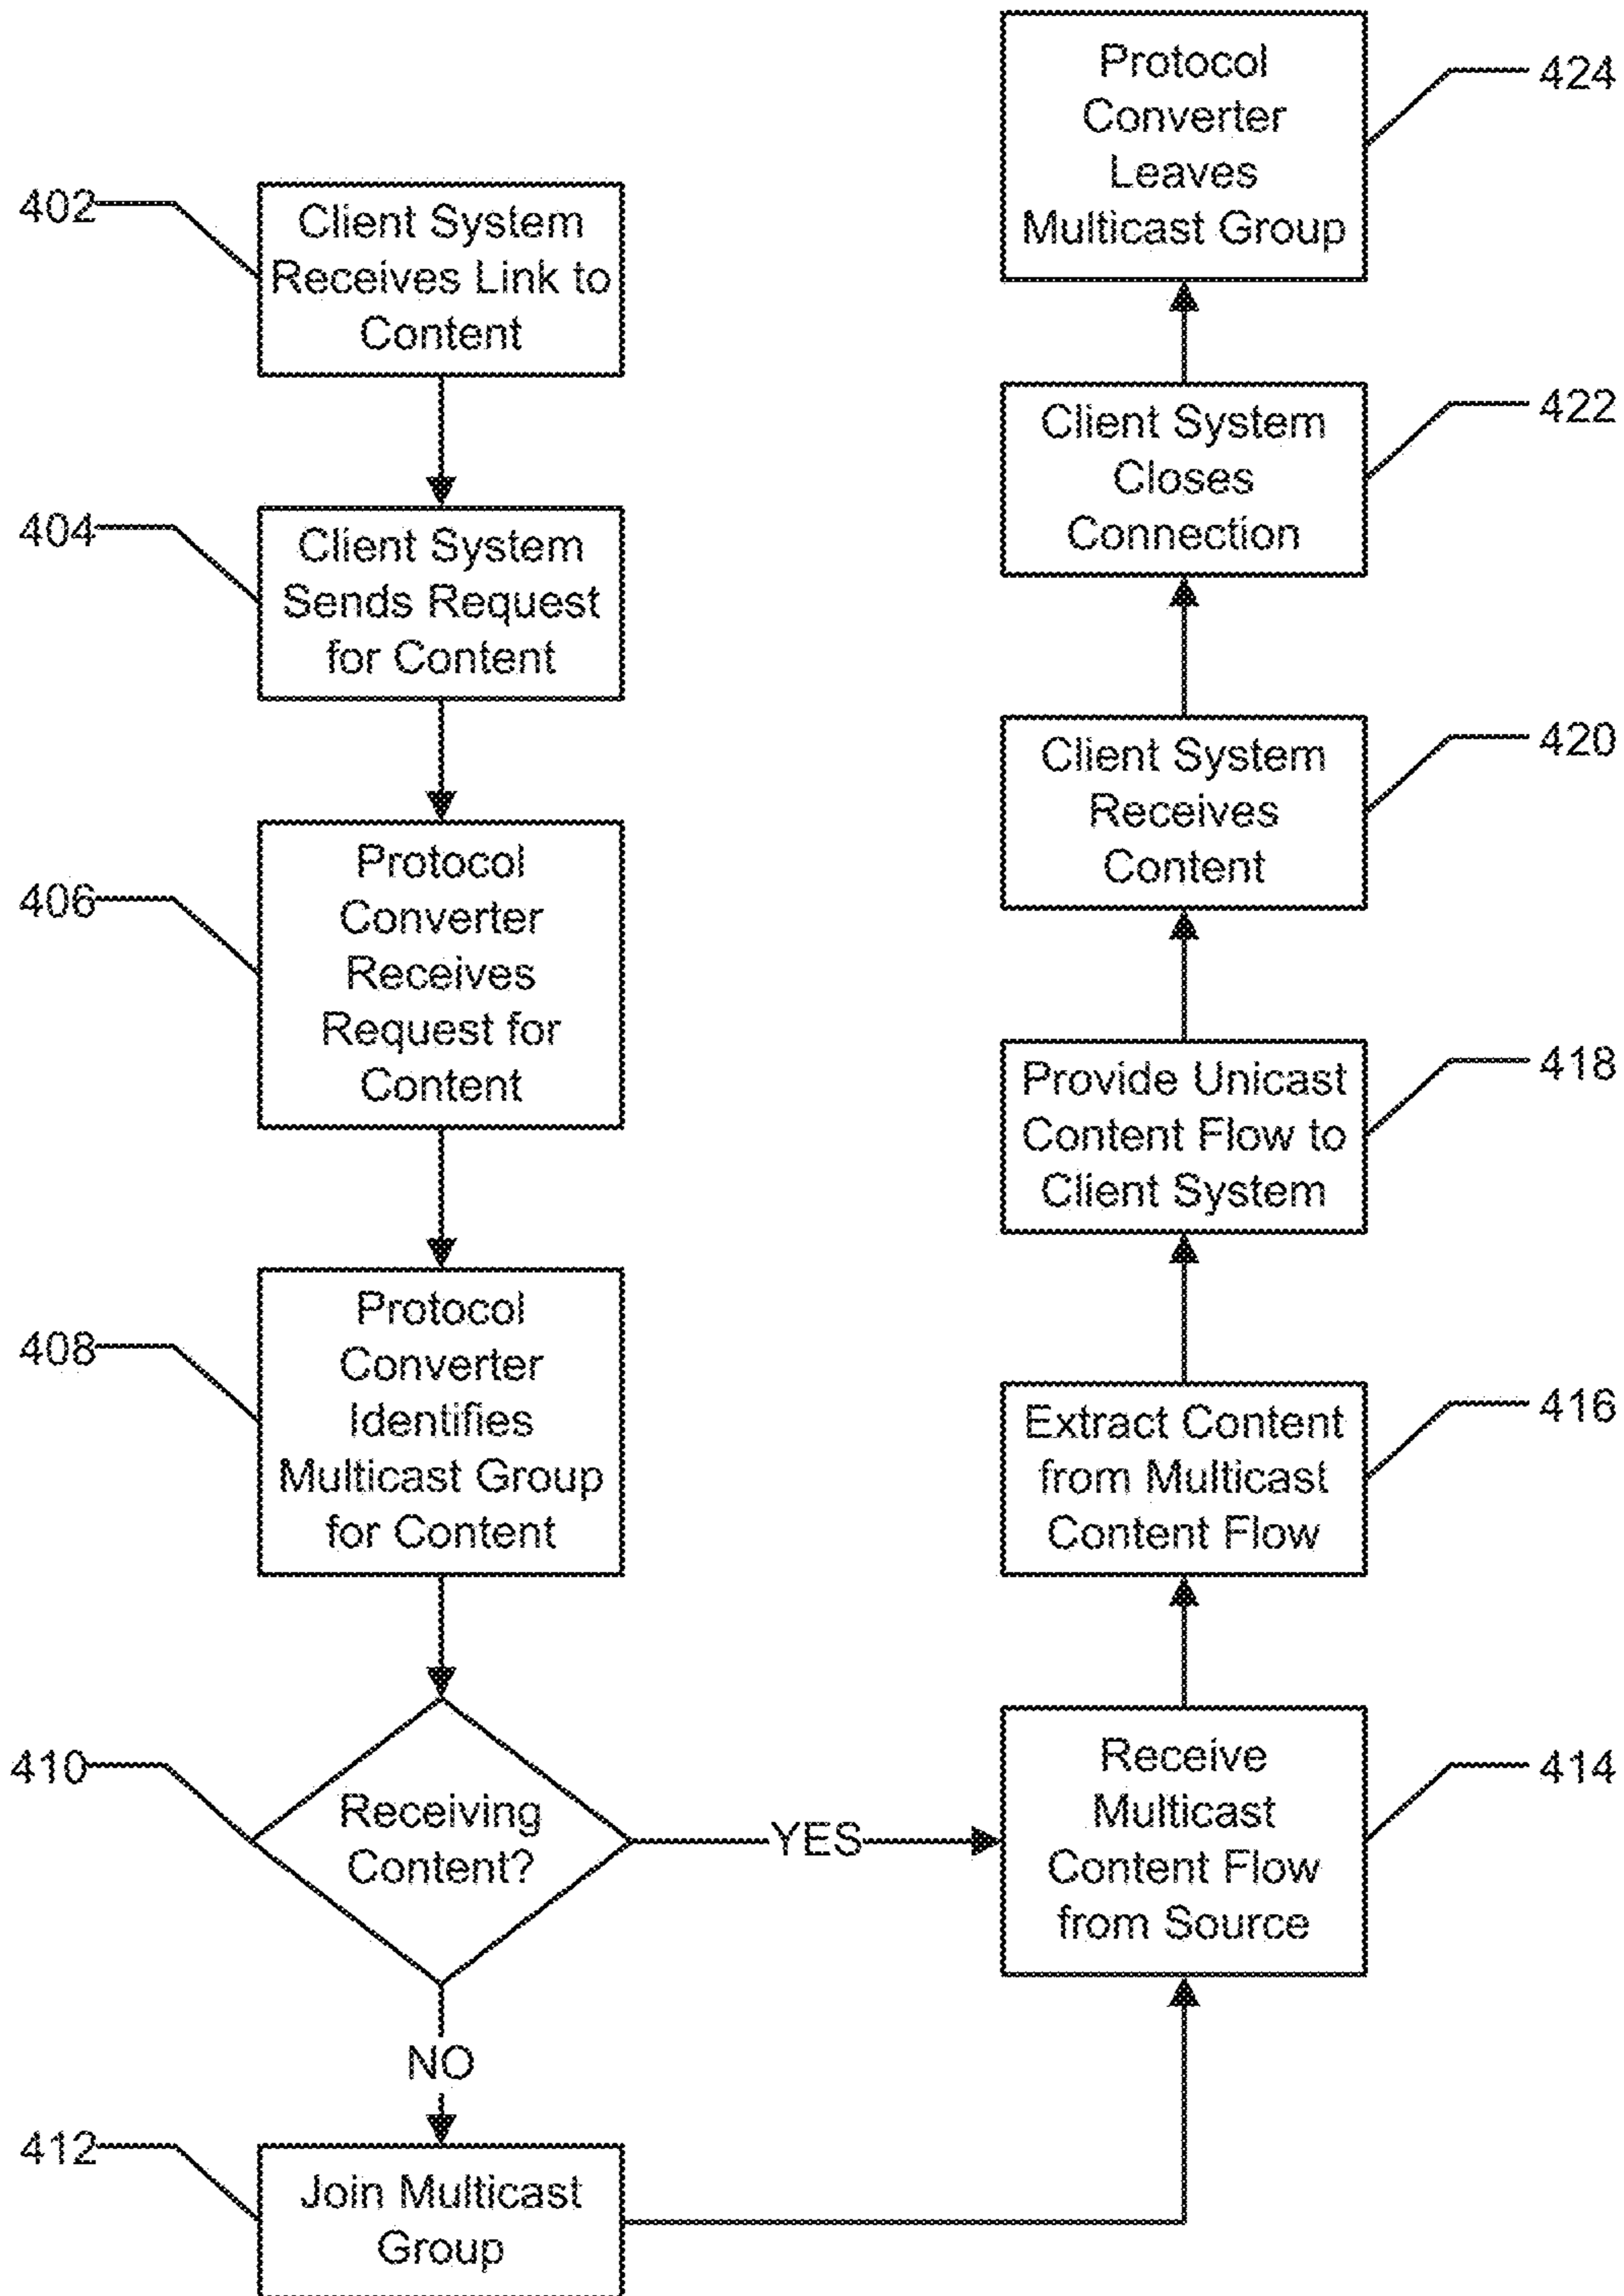 402
Client System
Receives Link to
Content
404
Client System
Sends Request
for Content
406
Protocol
Converter
Receives
Request for
Content
408
Protocol
Converter
Identifies
Multicast Group
for Content
410
Receiving
Content?
YES
NO
412
Join Multicast
Group
414
Receive
Multicast
Content Flow
from Source
416
Extract Content
from Multicast
Content Flow
418
Provide Unicast
Content Flow to
Client System
420
Client System
Receives
Content
422
Client System
Closes
Connection
424
Protocol
Converter
Leaves
Multicast Group